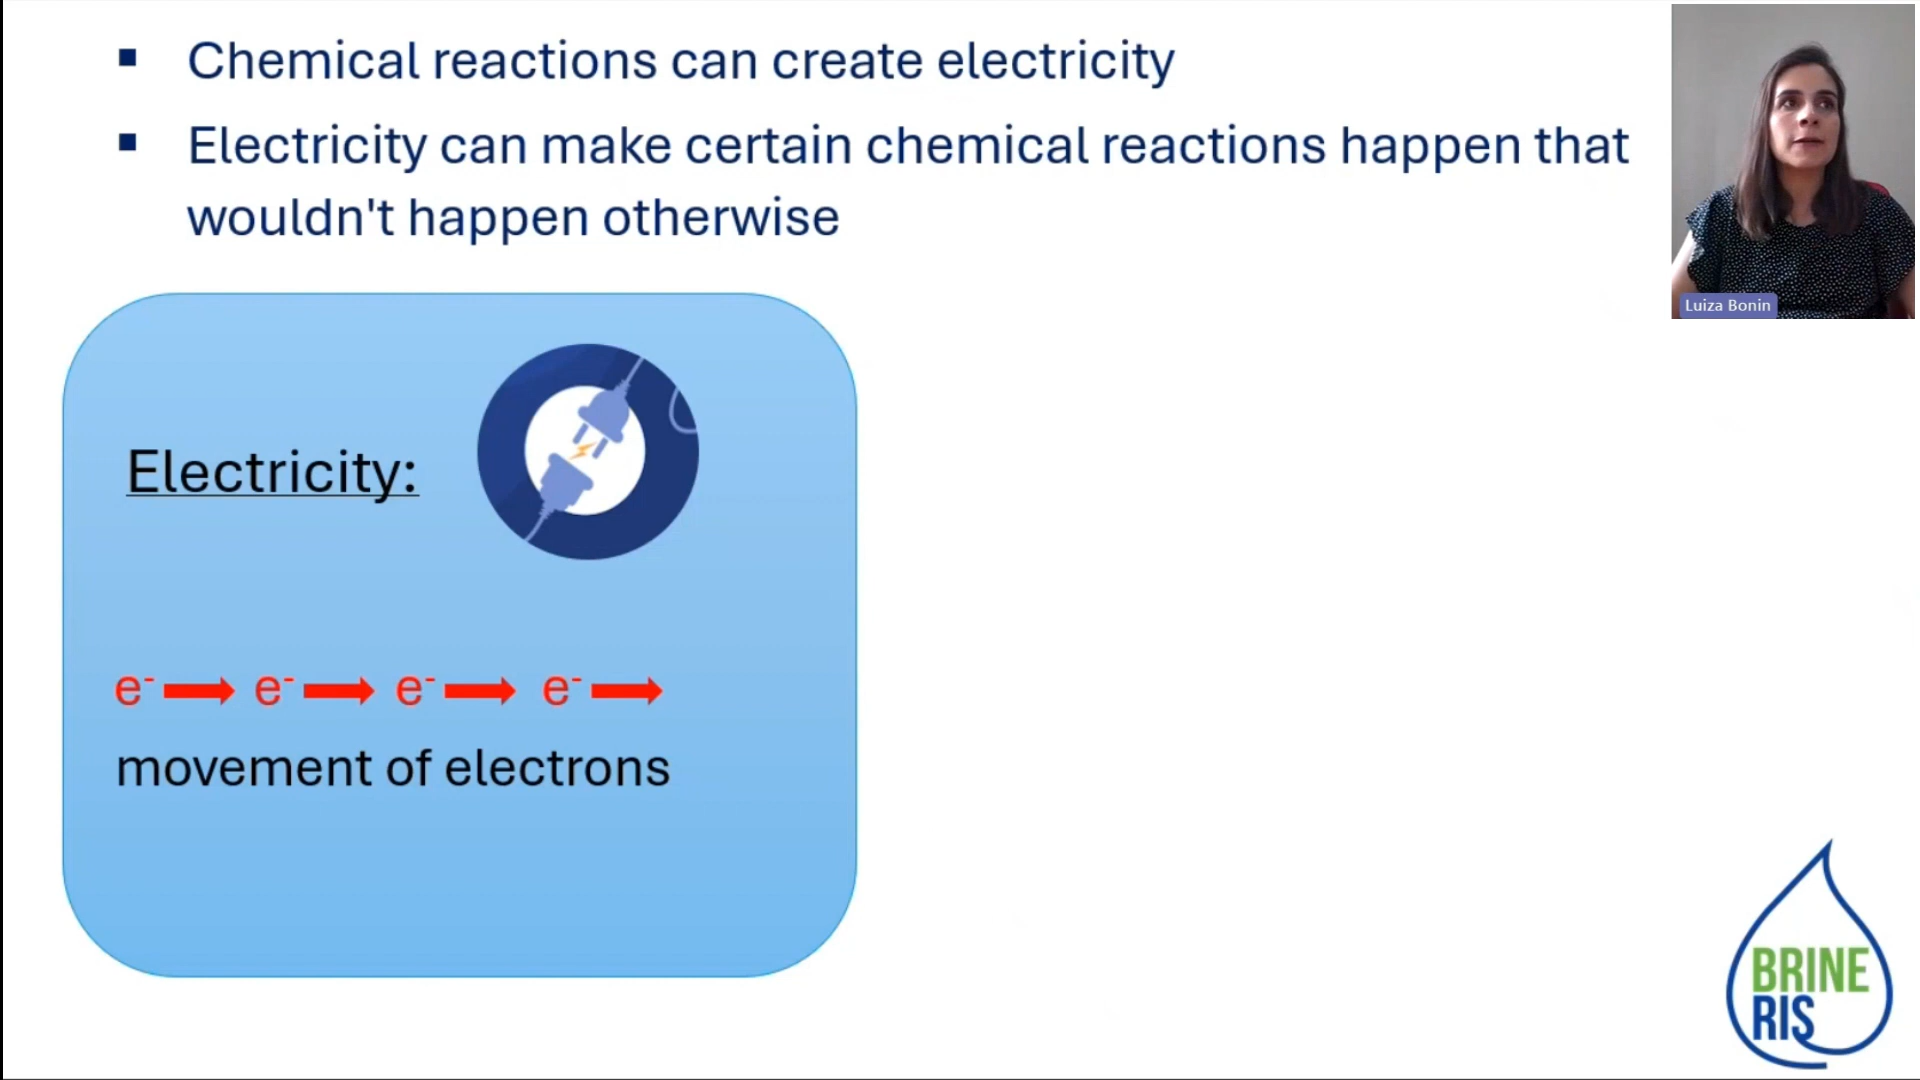 ▪ Chemical reactions can create electricity
▪ Electricity can make certain chemical reactions happen that
wouldn't happen otherwise
Luiza Bonin
Electricity:
e⁻ → e⁻ → e⁻ → e⁻ →
movement of electrons
BRINE
RIS